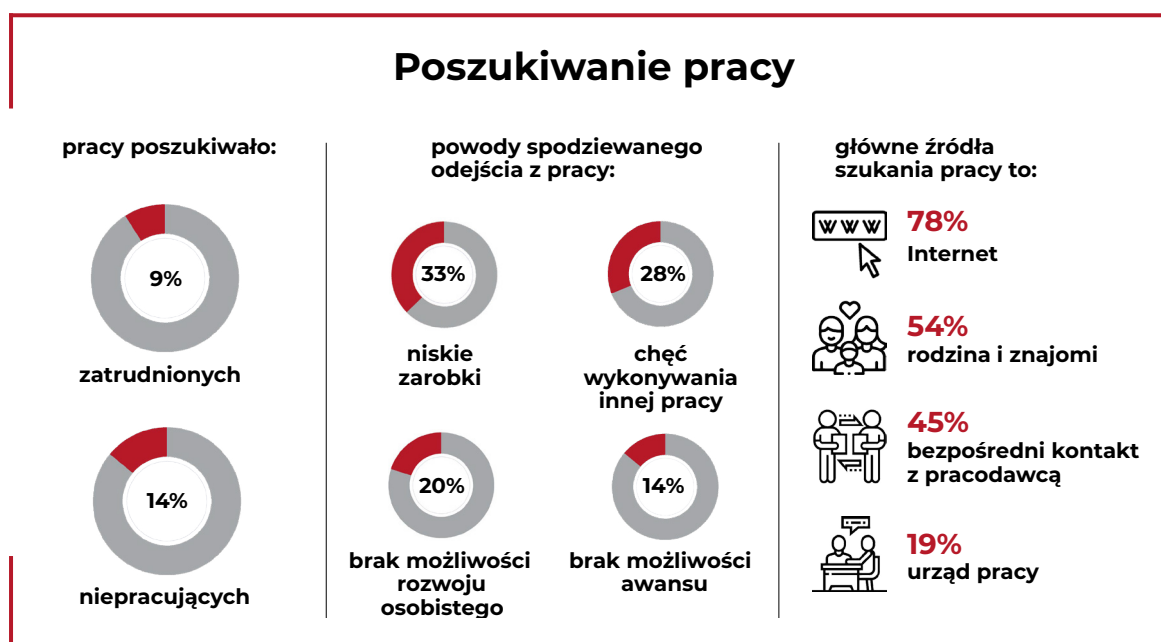 Poszukiwanie pracy
pracy poszukiwało:
9%
zatrudnionych
14%
niepracujących
powody spodziewanego
odejścia z pracy:
33%
niskie
zarobki
28%
chęć
wykonywania
innej pracy
20%
brak możliwości
rozwoju
osobistego
14%
brak możliwości
awansu
główne źródła
szukania pracy to:
WWW
78%
Internet
54%
rodzina i znajomi
45%
bezpośredni kontakt
z pracodawcą
19%
urząd pracy